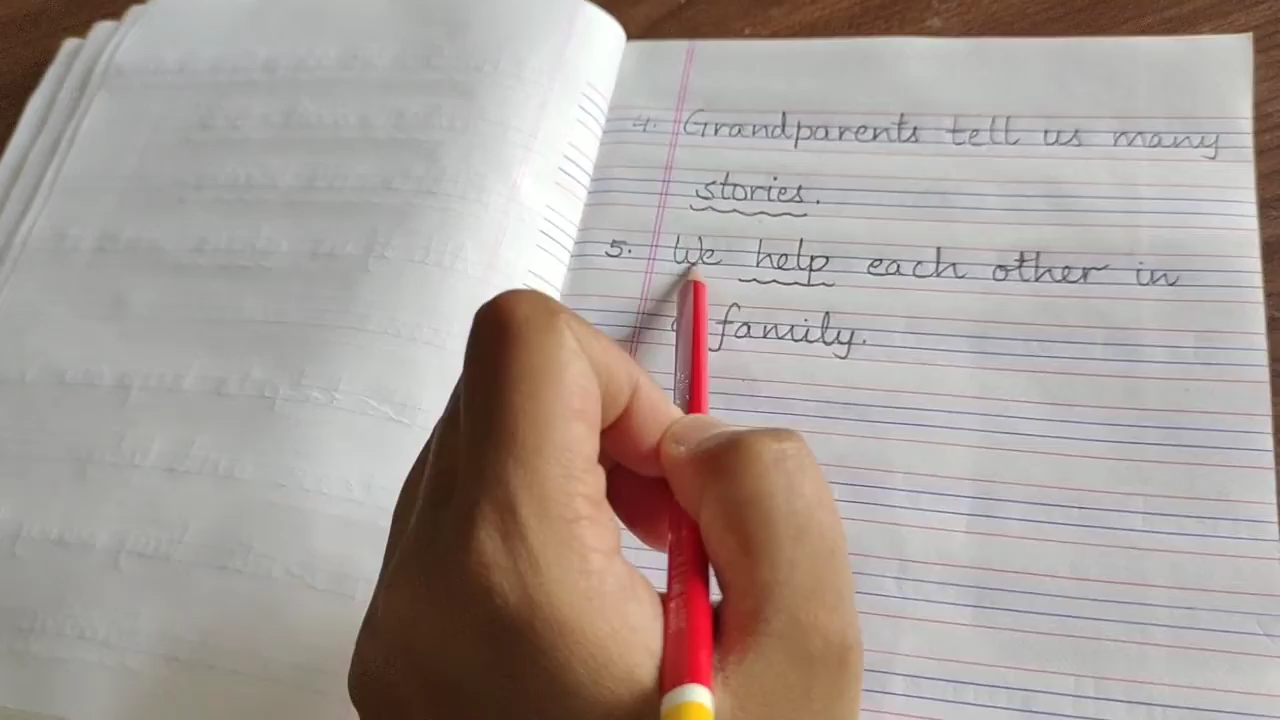 4. Grandparents tell us many
stories.
5. We help each other in
family.